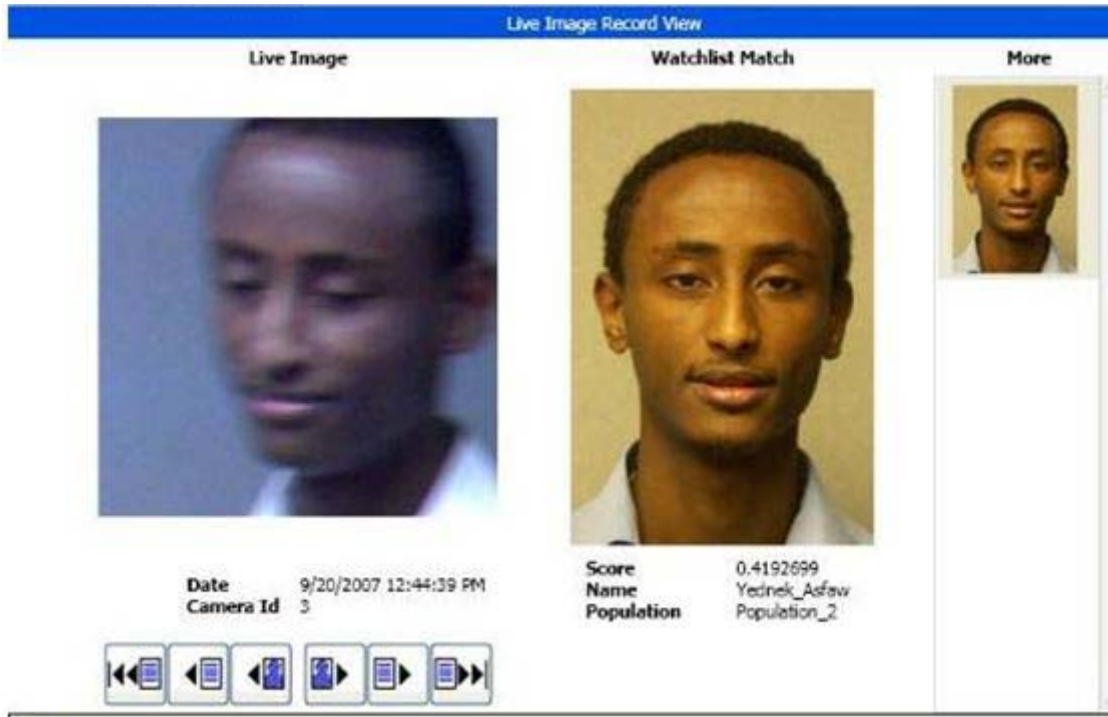 Live Image Record View
Live Image
Watchlist Match
More
Date 9/20/2007 12:44:39 PM
Camera Id 3
Score 0.4192699
Name Yednek_Asfaw
Population Population_2